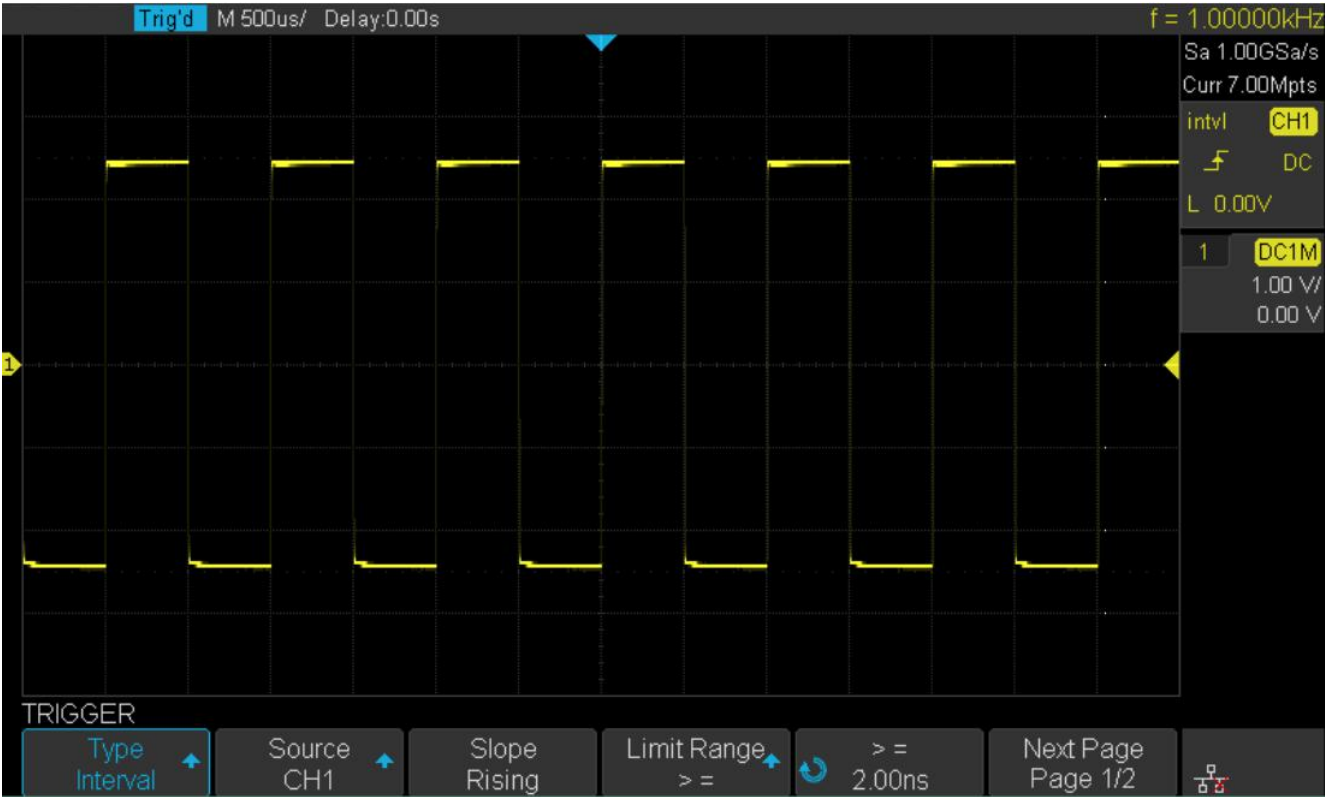 Trig'd M 500us/ Delay:0.00s f = 1.00000kHz
Sa 1.00GSa/s
Curr 7.00Mpts
intvl CH1
DC
L 0.00V
1 DC1M
1.00 V/
0.00 V
1
TRIGGER
Type Source Slope Limit Range > = Next Page
Interval CH1 Rising > = 2.00ns Page 1/2